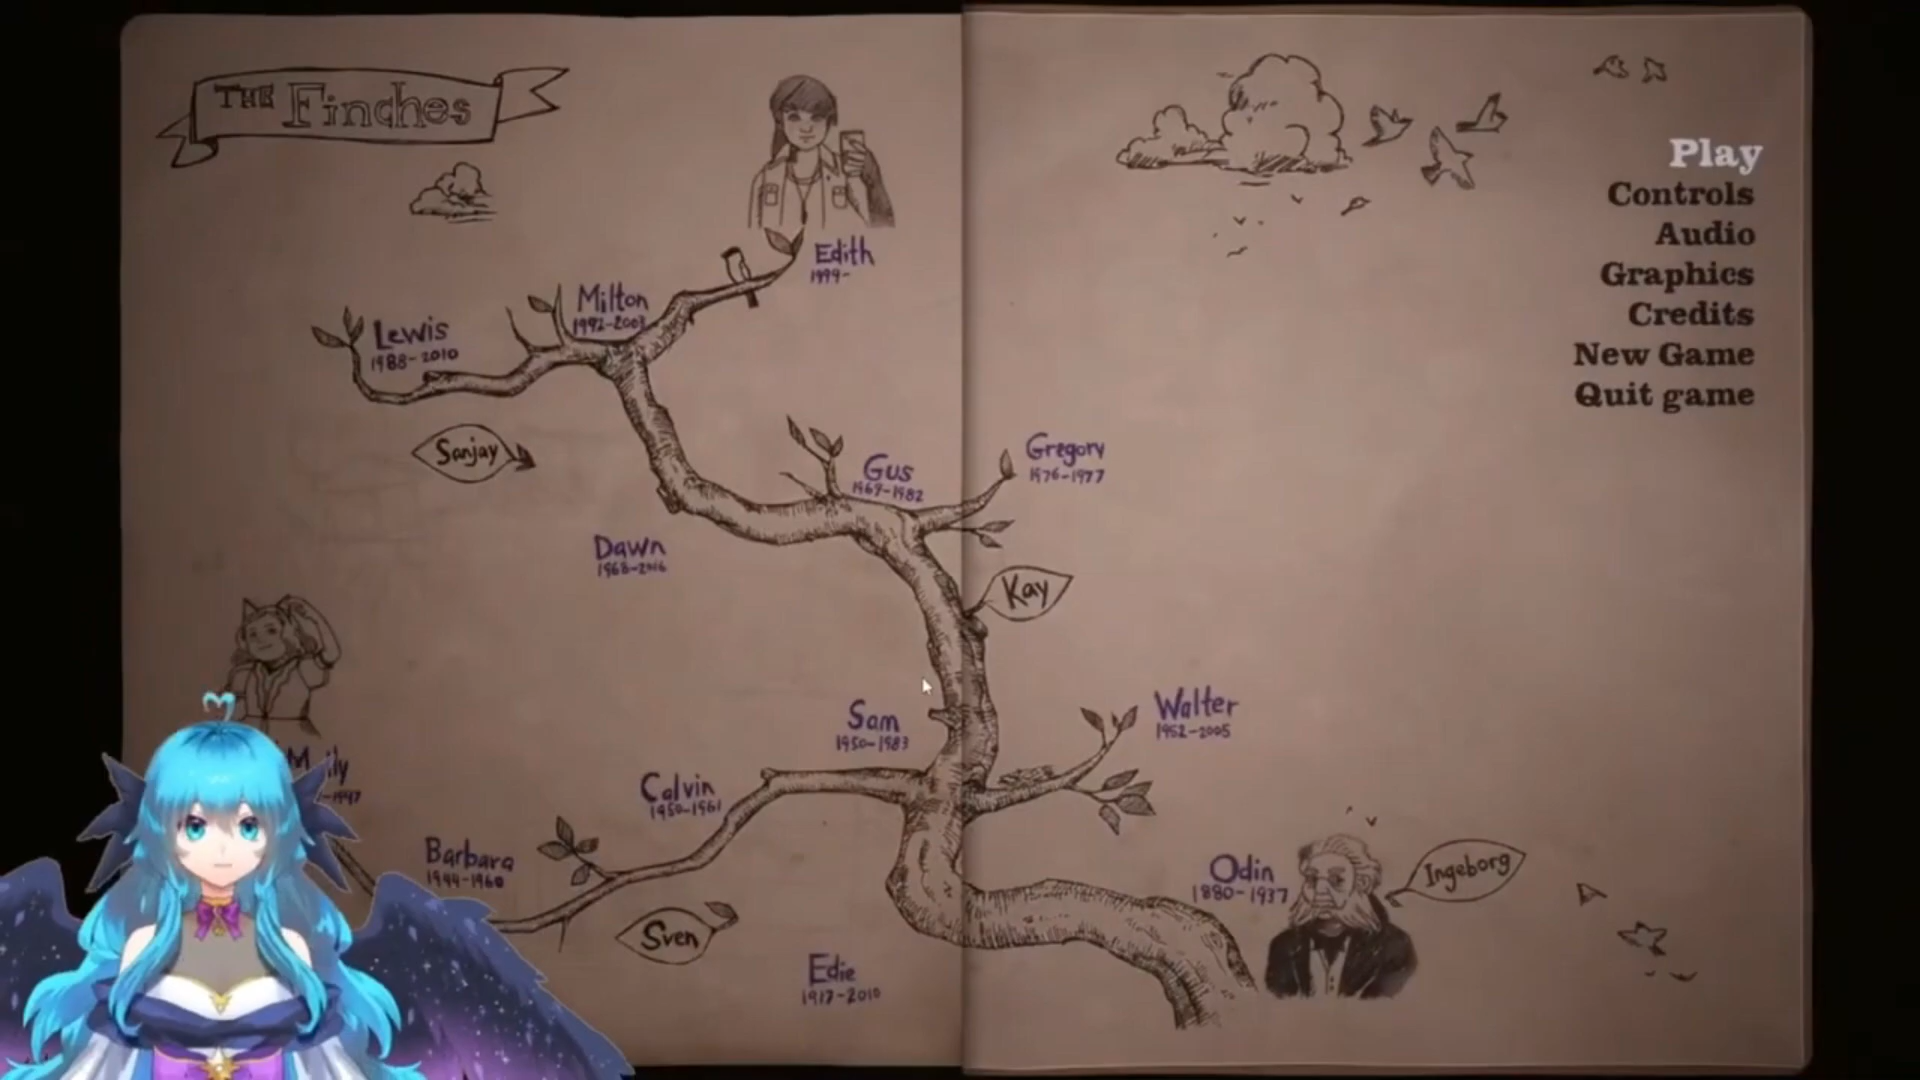 THE Finches
Edith
1999-
Milton
1992-2003
Lewis
1988-2010
Sanjay
Gus
1969-1982
Gregory
1976-1977
Dawn
1968-2016
Kay
Sam
1950-1983
Walter
1952-2005
Calvin
1950-1961
Barbara
1944-1960
Sven
Edie
1917-2010
Odin
1880-1937
Ingeborg
Play
Controls
Audio
Graphics
Credits
New Game
Quit game